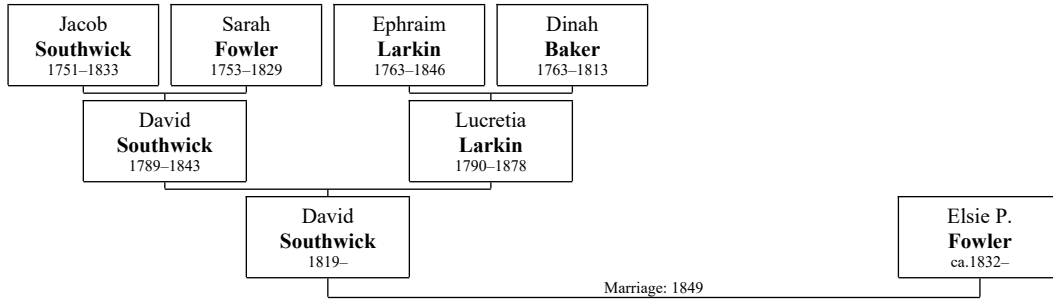 Jacob
Southwick
1751–1833
Sarah
Fowler
1753–1829
Ephraim
Larkin
1763–1846
Dinah
Baker
1763–1813
David
Southwick
1789–1843
Lucretia
Larkin
1790–1878
David
Southwick
1819–
Elsie P.
Fowler
ca.1832–
Marriage: 1849